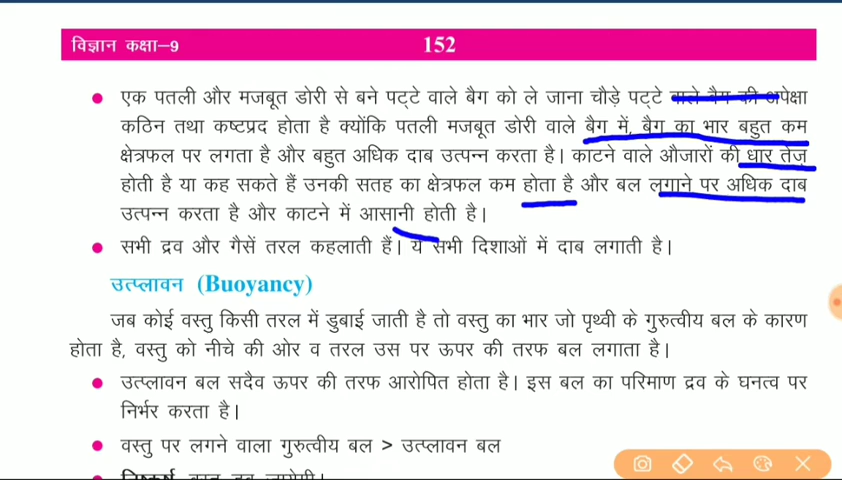 विज्ञान कक्षा–9
152
• एक पतली और मजबूत डोरी से बने पट्टे वाले बैग को ले जाना चौड़े पट्टे वाले बैग की अपेक्षा
कठिन तथा कष्टप्रद होता है क्योंकि पतली मजबूत डोरी वाले बैग में, बैग का भार बहुत कम
क्षेत्रफल पर लगता है और बहुत अधिक दाब उत्पन्न करता है। काटने वाले औजारों की धार तेज़
होती है या कह सकते हैं उनकी सतह का क्षेत्रफल कम होता है और बल लगाने पर अधिक दाब
उत्पन्न करता है और काटने में आसानी होती है।
• सभी द्रव और गैसें तरल कहलाती हैं। ये सभी दिशाओं में दाब लगाती है।
उत्प्लावन (Buoyancy)
जब कोई वस्तु किसी तरल में डुबाई जाती है तो वस्तु का भार जो पृथ्वी के गुरुत्वीय बल के कारण
होता है, वस्तु को नीचे की ओर व तरल उस पर ऊपर की तरफ बल लगाता है।
• उत्प्लावन बल सदैव ऊपर की तरफ आरोपित होता है। इस बल का परिमाण द्रव के घनत्व पर
निर्भर करता है।
• वस्तु पर लगने वाला गुरुत्वीय बल > उत्प्लावन बल